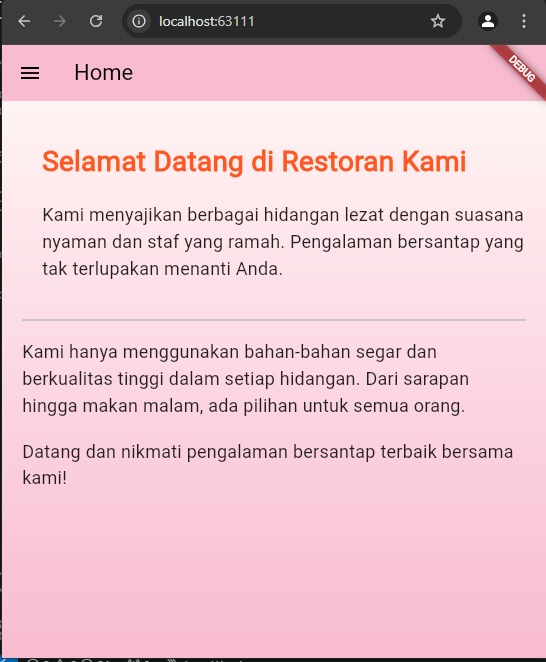 localhost:63111
Home
DEBUG
Selamat Datang di Restoran Kami
Kami menyajikan berbagai hidangan lezat dengan suasana
nyaman dan staf yang ramah. Pengalaman bersantap yang
tak terlupakan menanti Anda.
Kami hanya menggunakan bahan-bahan segar dan
berkualitas tinggi dalam setiap hidangan. Dari sarapan
hingga makan malam, ada pilihan untuk semua orang.
Datang dan nikmati pengalaman bersantap terbaik bersama
kami!